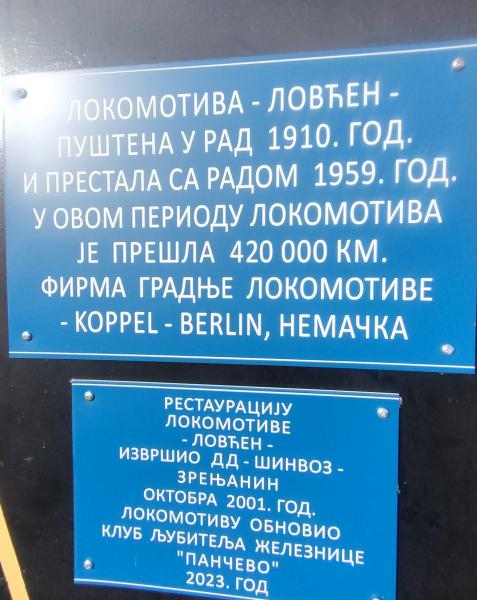 ЛОКОМОТИВА - ЛОВЋЕН -
ПУШТЕНА У РАД 1910. ГОД.
И ПРЕСТАЛА СА РАДОМ 1959. ГОД.
У ОВОМ ПЕРИОДУ ЛОКОМОТИВА
ЈЕ ПРЕШЛА 420 000 КМ.
ФИРМА ГРАДЊЕ ЛОКОМОТИВЕ
- KOPPEL - BERLIN, НЕМАЧКА
РЕСТАУРАЦИЈУ
ЛОКОМОТИВЕ
- ЛОВЋЕН -
ИЗВРШИО ДД - ШИНВОЗ -
ЗРЕЊАНИН
ОКТОБРА 2001. ГОД.
ЛОКОМОТИВУ ОБНОВИО
КЛУБ ЉУБИТЕЉА ЖЕЛЕЗНИЦЕ
"ПАНЧЕВО"
2023. ГОД